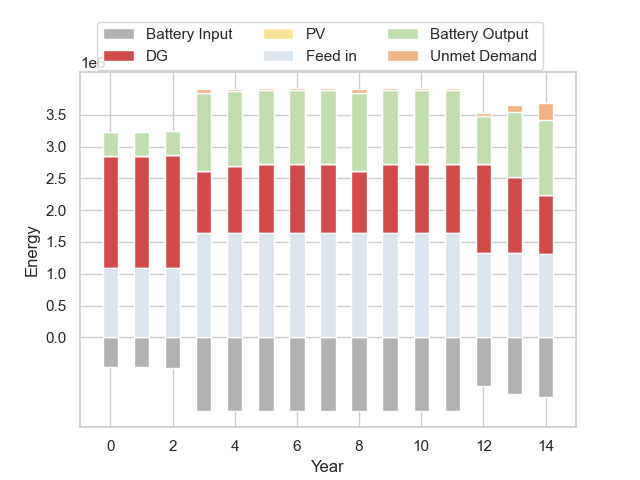 Battery Input PV Battery Output
DG Feed in Unmet Demand
1e6
3.5
3.0
2.5
2.0
1.5
1.0
0.5
0.0
Energy
0 2 4 6 8 10 12 14
Year